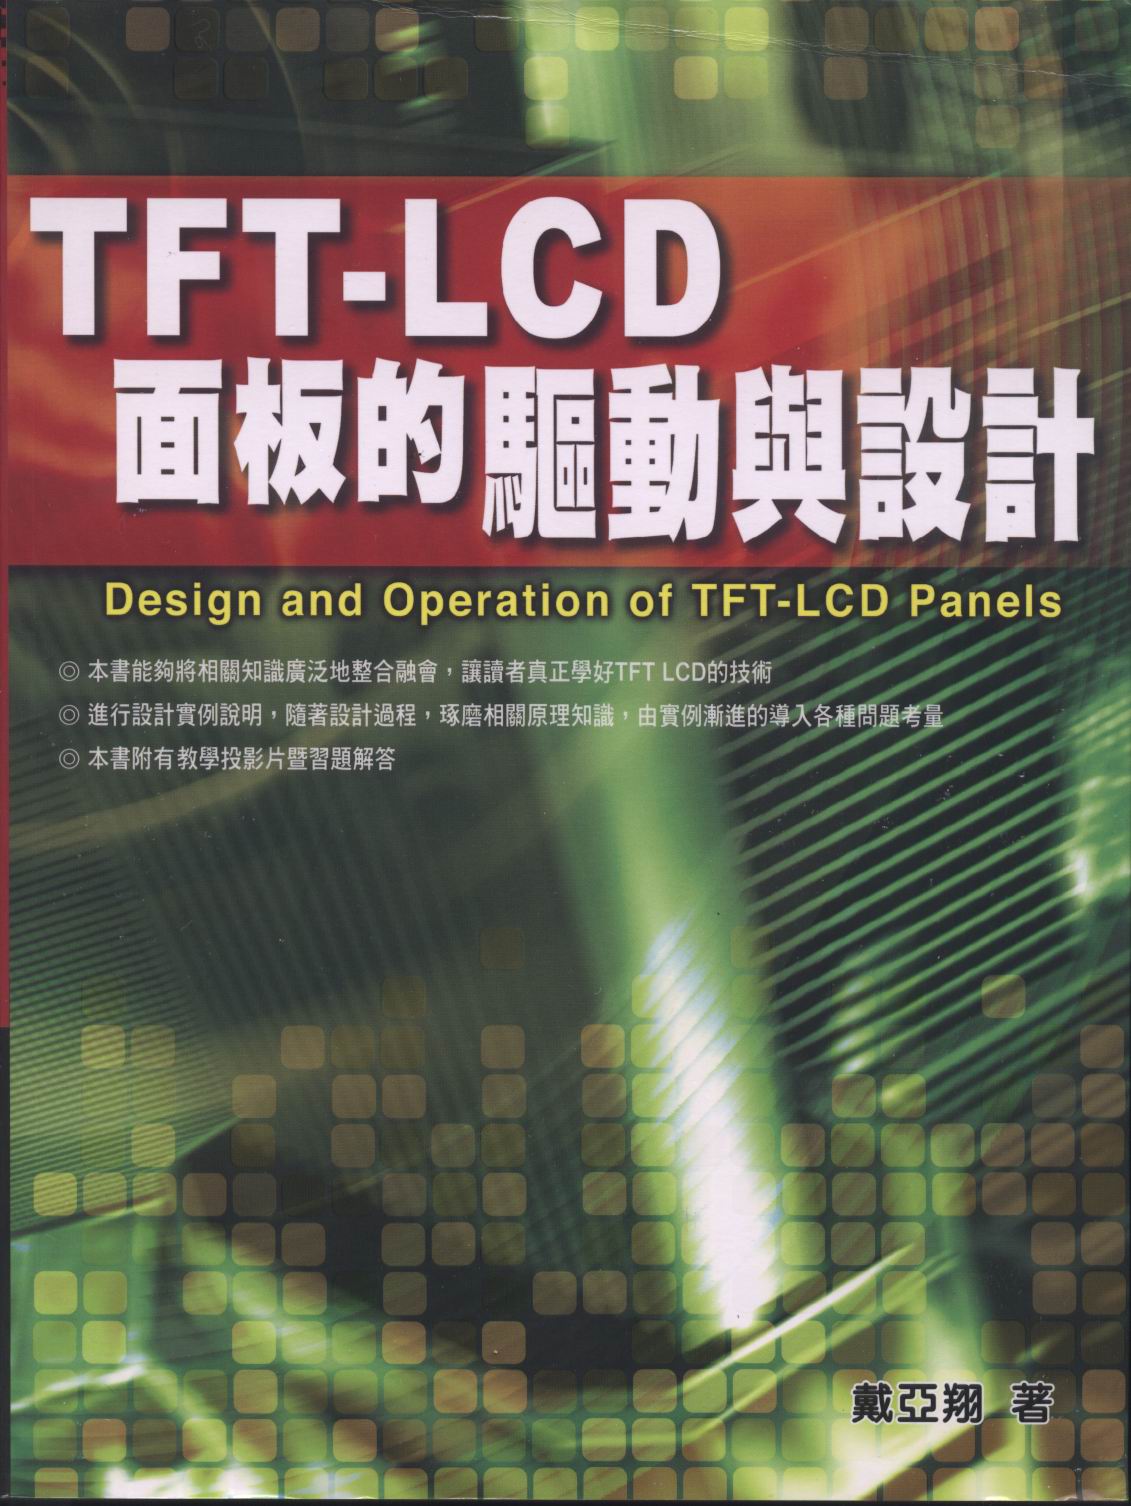 TFT-LCD
面板的驅動與設計
Design and Operation of TFT-LCD Panels
◎ 本書能夠將相關知識廣泛地整合融會，讓讀者真正學好TFT LCD的技術
◎ 進行設計實例說明，隨著設計過程，琢磨相關原理知識，由實例漸進的導入各種問題考量
◎ 本書附有教學投影片暨習題解答
戴亞翔 著